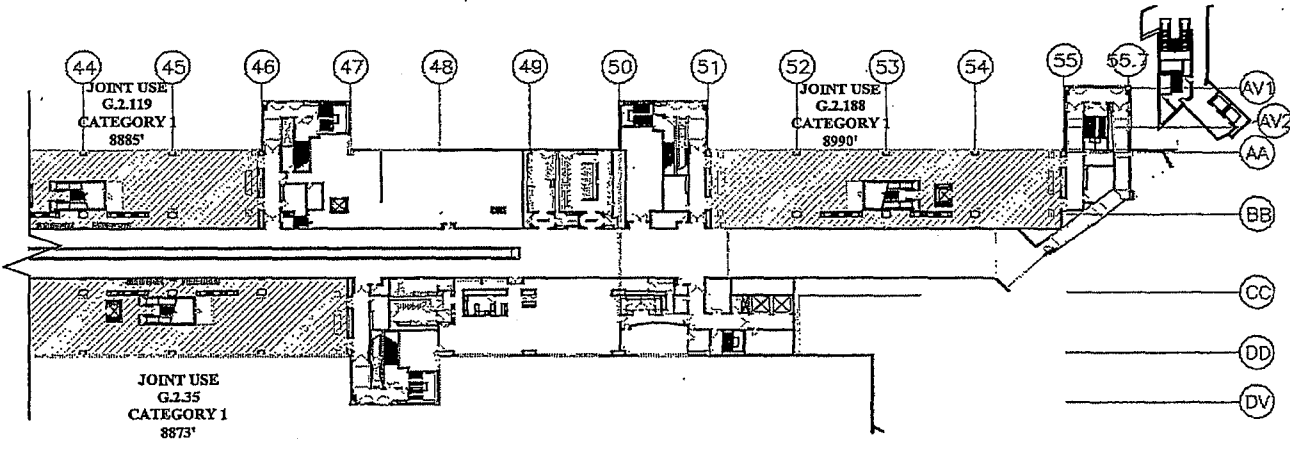 44 45 46 47 48 49 50 51 52 53 54 55 55.7
JOINT USE
G.2.119
CATEGORY 1
8885'
JOINT USE
G.2.188
CATEGORY 1
8990'
AV1
AV2
AA
BB
CC
DD
DV
JOINT USE
G.2.35
CATEGORY 1
8873'